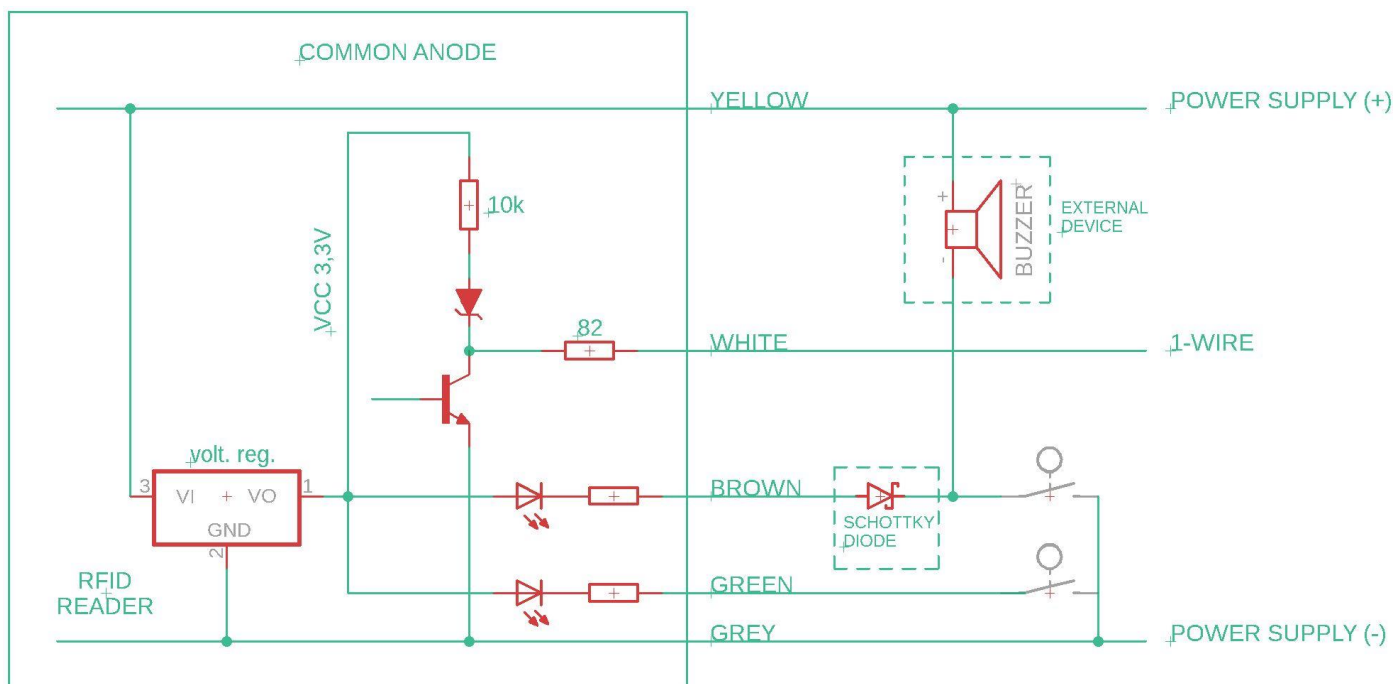 COMMON ANODE
YELLOW
POWER SUPPLY (+)
10k
VCC 3,3V
+
-
BUZZER
EXTERNAL
DEVICE
82
WHITE
1-WIRE
volt. reg.
3
VI
VO
1
GND
2
BROWN
SCHOTTKY
DIODE
RFID
READER
GREEN
GREY
POWER SUPPLY (-)